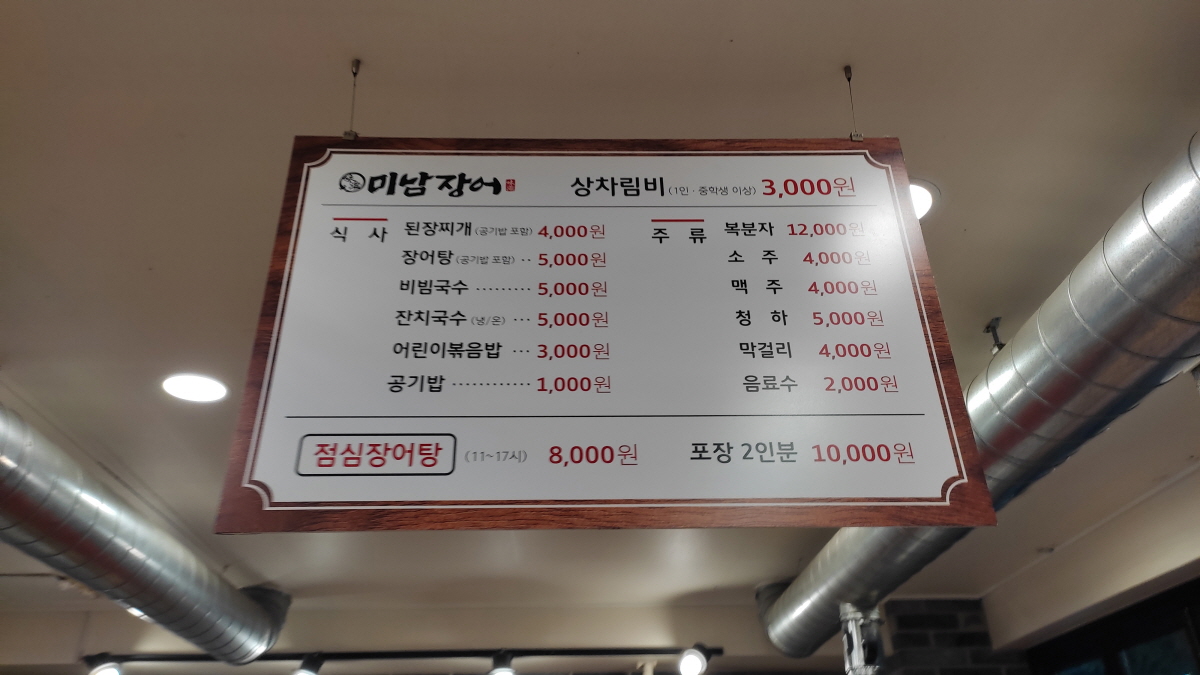 미남장어 상차림비 (1인 · 중학생 이상) 3,000원
식 사
된장찌개 (공기밥 포함) 4,000원
장어탕 (공기밥 포함) ·· 5,000원
비빔국수 ········· 5,000원
잔치국수 (냉/온) ··· 5,000원
어린이볶음밥 ··· 3,000원
공기밥 ············ 1,000원
주 류
복분자 12,000원
소 주 4,000원
맥 주 4,000원
청 하 5,000원
막걸리 4,000원
음료수 2,000원
점심장어탕 (11~17시) 8,000원 포장 2인분 10,000원